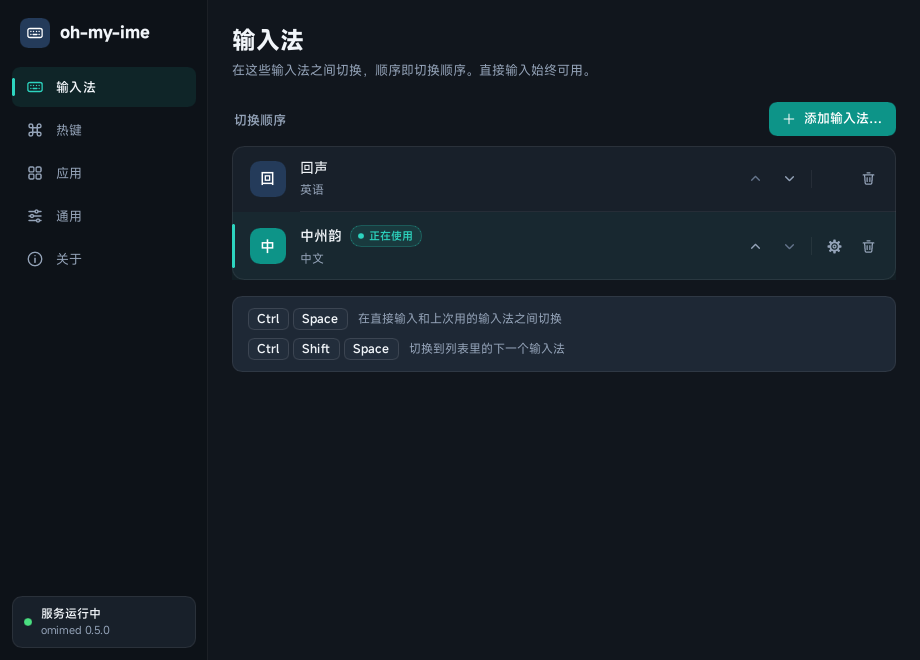 oh-my-ime
输入法
热键
应用
通用
关于
服务运行中
omimed 0.5.0
输入法
在这些输入法之间切换，顺序即切换顺序。直接输入始终可用。
切换顺序
添加输入法…
回
回声
英语
中
中州韵
正在使用
中文
Ctrl Space 在直接输入和上次用的输入法之间切换
Ctrl Shift Space 切换到列表里的下一个输入法